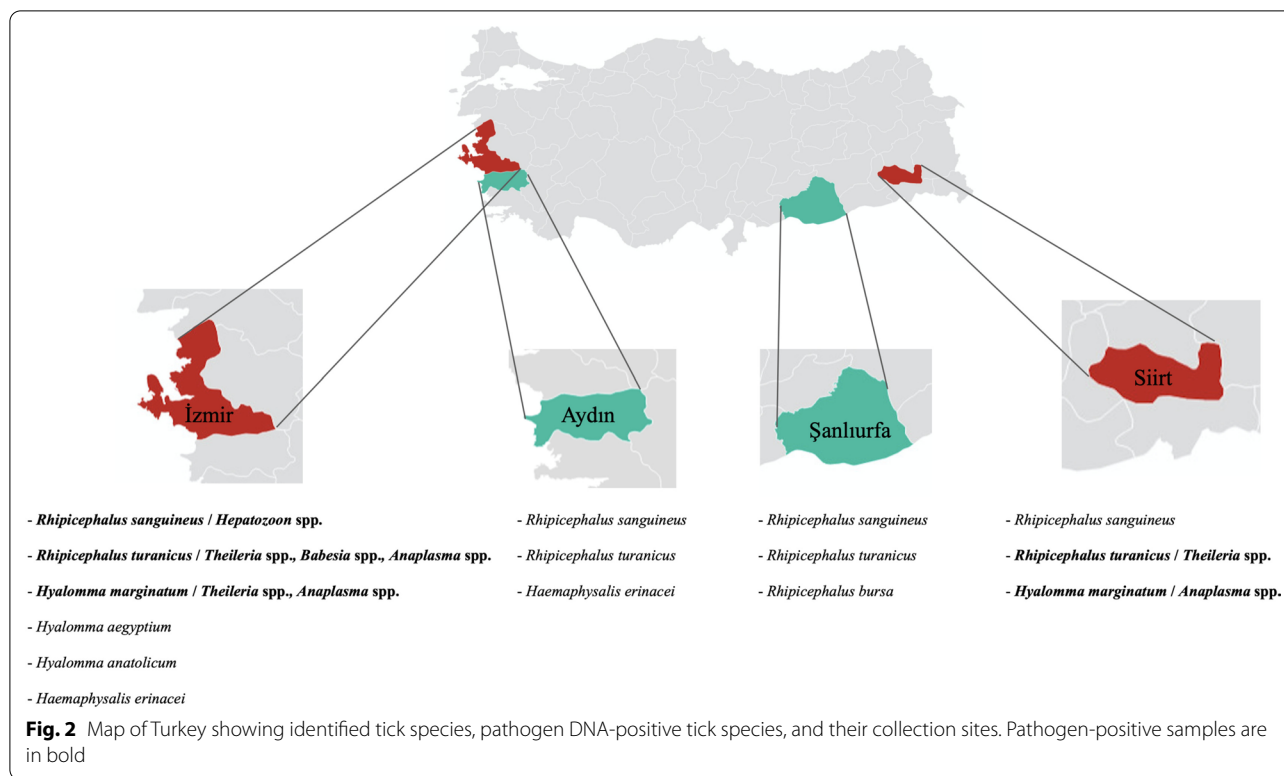 İzmir
Aydın
Şanlıurfa
Siirt
- Rhipicephalus sanguineus / Hepatozoon spp.
- Rhipicephalus turanicus / Theileria spp., Babesia spp., Anaplasma spp.
- Hyalomma marginatum / Theileria spp., Anaplasma spp.
- Hyalomma aegyptium
- Hyalomma anatolicum
- Haemaphysalis erinacei
- Rhipicephalus sanguineus
- Rhipicephalus turanicus
- Haemaphysalis erinacei
- Rhipicephalus sanguineus
- Rhipicephalus turanicus
- Rhipicephalus bursa
- Rhipicephalus sanguineus
- Rhipicephalus turanicus / Theileria spp.
- Hyalomma marginatum / Anaplasma spp.
Fig. 2 Map of Turkey showing identified tick species, pathogen DNA-positive tick species, and their collection sites. Pathogen-positive samples are
in bold